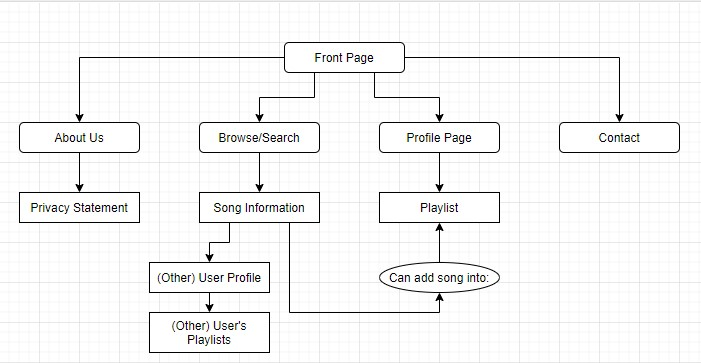 Front Page
About Us
Browse/Search
Profile Page
Contact
Privacy Statement
Song Information
Playlist
(Other) User Profile
Can add song into:
(Other) User's
Playlists